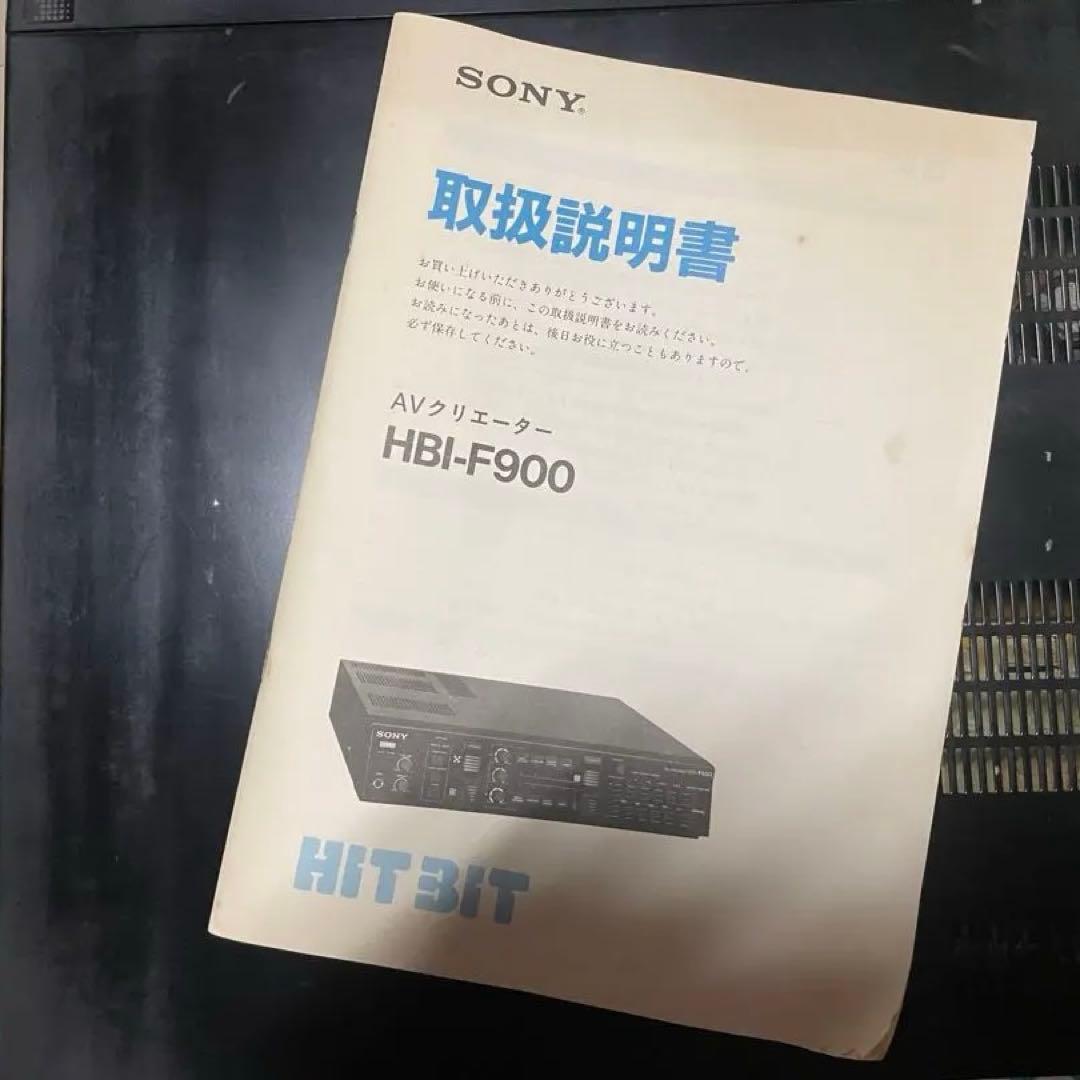 SONY®
取扱説明書
お買い上げいただきありがとうございます。
お使いになる前に、この取扱説明書をお読みください。
お読みになったあとは、後日お役に立つこともありますので、
必ず保存してください。
AVクリエーター
HBI-F900
SONY
HiT BiT